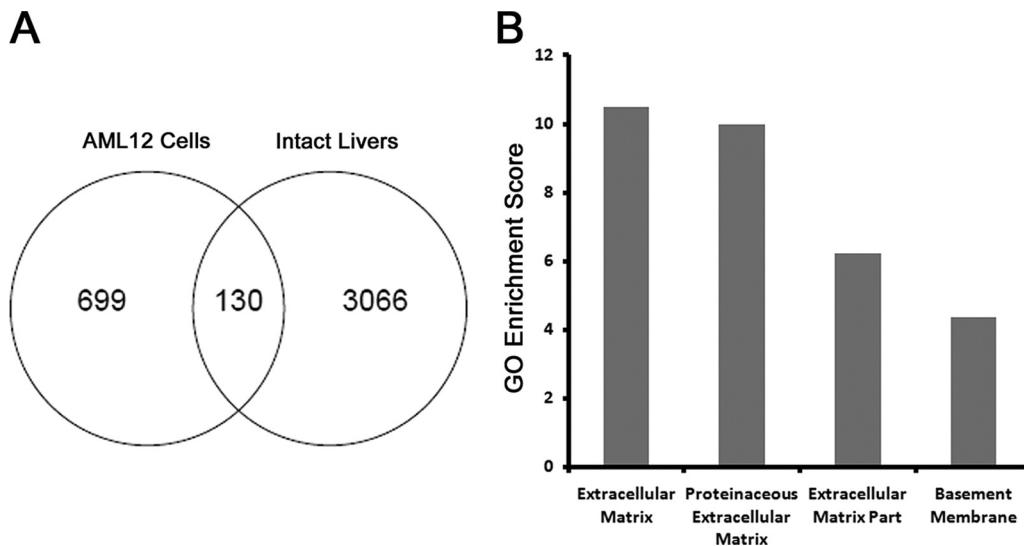 A
AML12 Cells
Intact Livers
699
130
3066
B
GO Enrichment Score
12
10
8
6
4
2
0
Extracellular
Matrix
Proteinaceous
Extracellular
Matrix
Extracellular
Matrix Part
Basement
Membrane